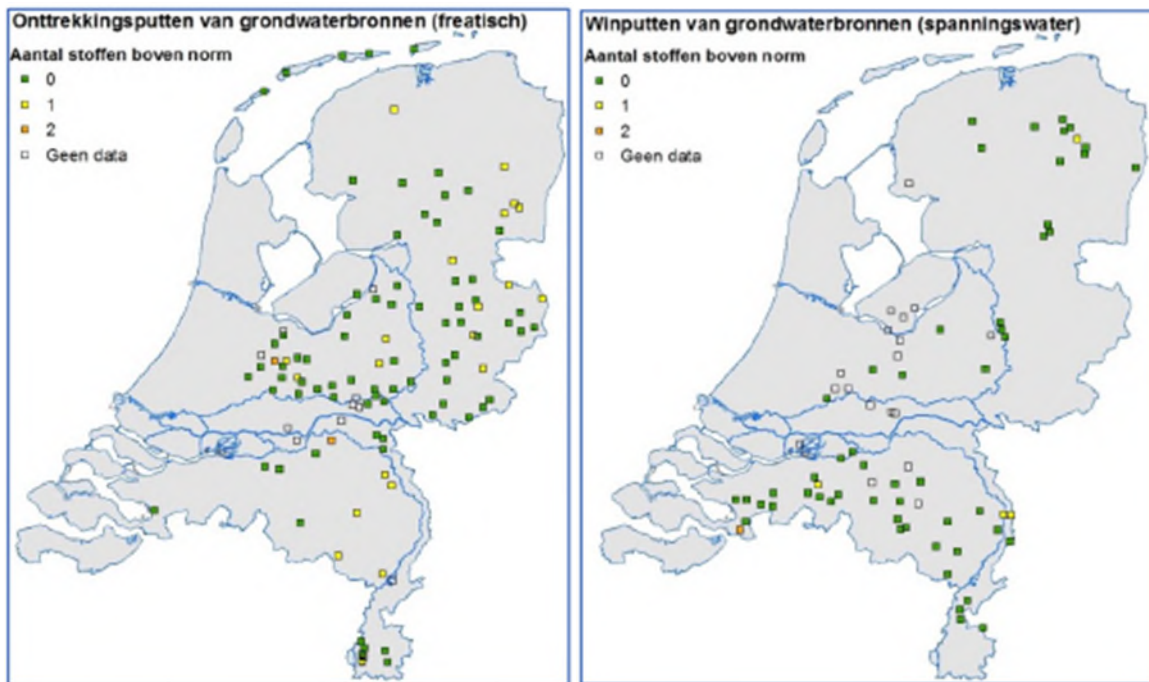 Onttrekkingsputten van grondwaterbronnen (freatisch)
Aantal stoffen boven norm
0
1
2
Geen data
Winputten van grondwaterbronnen (spanningswater)
Aantal stoffen boven norm
0
1
2
Geen data